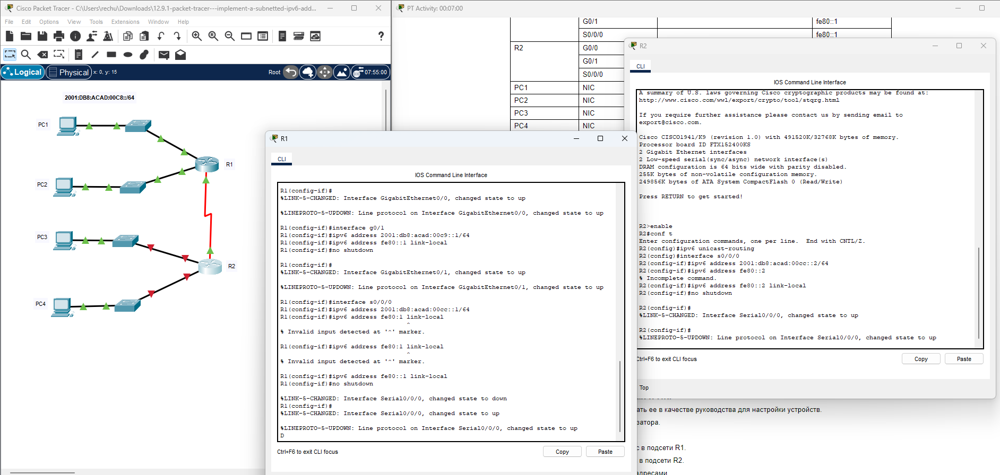 Cisco Packet Tracer - C:\Users\rechu\Downloads\12.9.1-packet-tracer---implement-a-subnetted-ipv6-add...
File Edit Options View Tools Extensions Window Help
?
Logical
Physical
x: 0, y: 15
Root
07:55:00
2001:DB8:ACAD:00C8::/64
PC1
R1
PC2
PC3
R2
PC4
PT Activity: 00:07:00
G0/1 fe80::1
S0/0/0 fe80::1
R2 G0/0
G0/1
S0/0/0
PC1 NIC
PC2 NIC
PC3 NIC
PC4 NIC
R2
CLI
IOS Command Line Interface
A summary of U.S. laws governing Cisco cryptographic products may be found at:
http://www.cisco.com/wwl/export/crypto/tool/stqrg.html
If you require further assistance please contact us by sending email to
export@cisco.com.
Cisco CISCO1941/K9 (revision 1.0) with 491520K/32768K bytes of memory.
Processor board ID FTX152400KS
2 Gigabit Ethernet interfaces
2 Low-speed serial(sync/async) network interface(s)
DRAM configuration is 64 bits wide with parity disabled.
255K bytes of non-volatile configuration memory.
249856K bytes of ATA System CompactFlash 0 (Read/Write)
Press RETURN to get started!
R2>enable
R2#conf t
Enter configuration commands, one per line.  End with CNTL/Z.
R2(config)#ipv6 unicast-routing
R2(config)#interface s0/0/0
R2(config-if)#ipv6 address 2001:db8:acad:00cc::2/64
R2(config-if)#ipv6 address fe80::2
% Incomplete command.
R2(config-if)#ipv6 address fe80::2 link-local
R2(config-if)#no shutdown
R2(config-if)#
%LINK-5-CHANGED: Interface Serial0/0/0, changed state to up
R2(config-if)#
%LINEPROTO-5-UPDOWN: Line protocol on Interface Serial0/0/0, changed state to up
Ctrl+F6 to exit CLI focus
Copy
Paste
Top
R1
CLI
IOS Command Line Interface
R1(config-if)#
%LINK-5-CHANGED: Interface GigabitEthernet0/0, changed state to up
%LINEPROTO-5-UPDOWN: Line protocol on Interface GigabitEthernet0/0, changed state to up
R1(config-if)#interface g0/1
R1(config-if)#ipv6 address 2001:db8:acad:00c9::1/64
R1(config-if)#ipv6 address fe80::1 link-local
R1(config-if)#no shutdown
R1(config-if)#
%LINK-5-CHANGED: Interface GigabitEthernet0/1, changed state to up
%LINEPROTO-5-UPDOWN: Line protocol on Interface GigabitEthernet0/1, changed state to up
R1(config-if)#interface s0/0/0
R1(config-if)#ipv6 address 2001:db8:acad:00cc::1/64
R1(config-if)#ipv6 address fe80:1 link-local
^
% Invalid input detected at '^' marker.
R1(config-if)#ipv6 address fe80:1 link-local
^
% Invalid input detected at '^' marker.
R1(config-if)#ipv6 address fe80::1 link-local
R1(config-if)#no shutdown
%LINK-5-CHANGED: Interface Serial0/0/0, changed state to down
R1(config-if)#
%LINK-5-CHANGED: Interface Serial0/0/0, changed state to up
%LINEPROTO-5-UPDOWN: Line protocol on Interface Serial0/0/0, changed state to up
D
Ctrl+F6 to exit CLI focus
Copy
Paste
ать ее в качестве руководства для настройки устройств.
затора.
с в подсети R1.
в подсети R2.
адресами